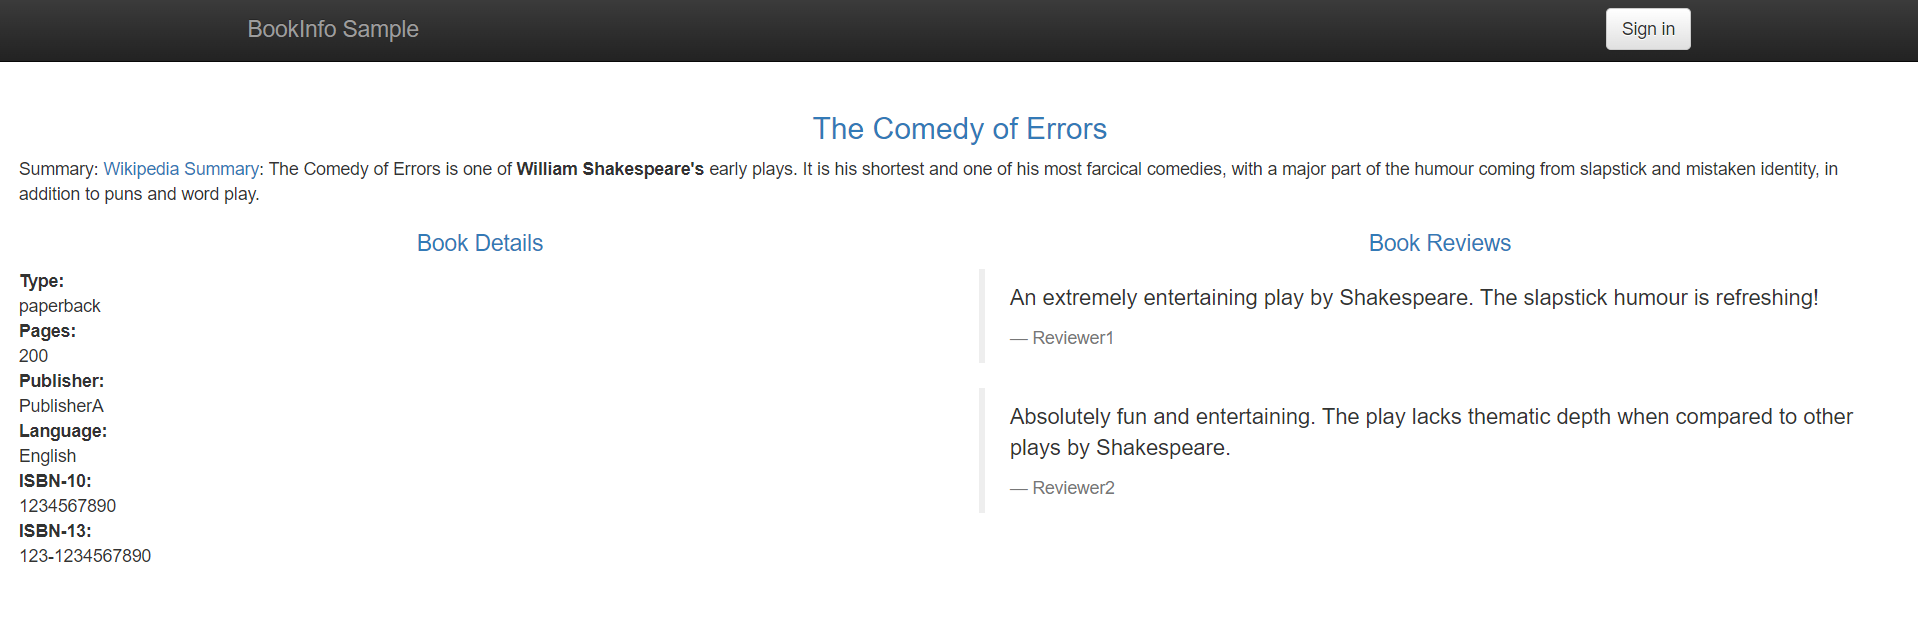 BookInfo Sample
Sign in
The Comedy of Errors
Summary: Wikipedia Summary: The Comedy of Errors is one of William Shakespeare's early plays. It is his shortest and one of his most farcical comedies, with a major part of the humour coming from slapstick and mistaken identity, in
addition to puns and word play.
Book Details
Type:
paperback
Pages:
200
Publisher:
PublisherA
Language:
English
ISBN-10:
1234567890
ISBN-13:
123-1234567890
Book Reviews
An extremely entertaining play by Shakespeare. The slapstick humour is refreshing!
— Reviewer1
Absolutely fun and entertaining. The play lacks thematic depth when compared to other
plays by Shakespeare.
— Reviewer2